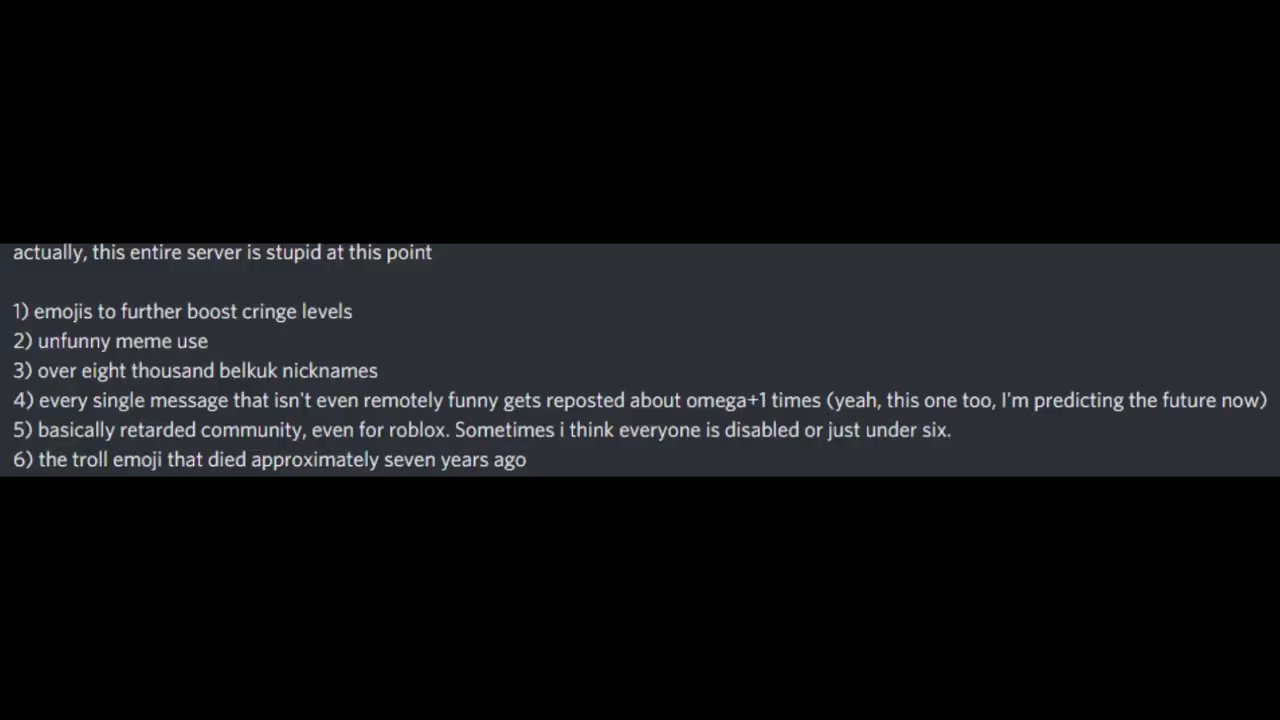 actually, this entire server is stupid at this point
1) emojis to further boost cringe levels
2) unfunny meme use
3) over eight thousand belkuk nicknames
4) every single message that isn't even remotely funny gets reposted about omega+1 times (yeah, this one too, I'm predicting the future now)
5) basically retarded community, even for roblox. Sometimes i think everyone is disabled or just under six.
6) the troll emoji that died approximately seven years ago